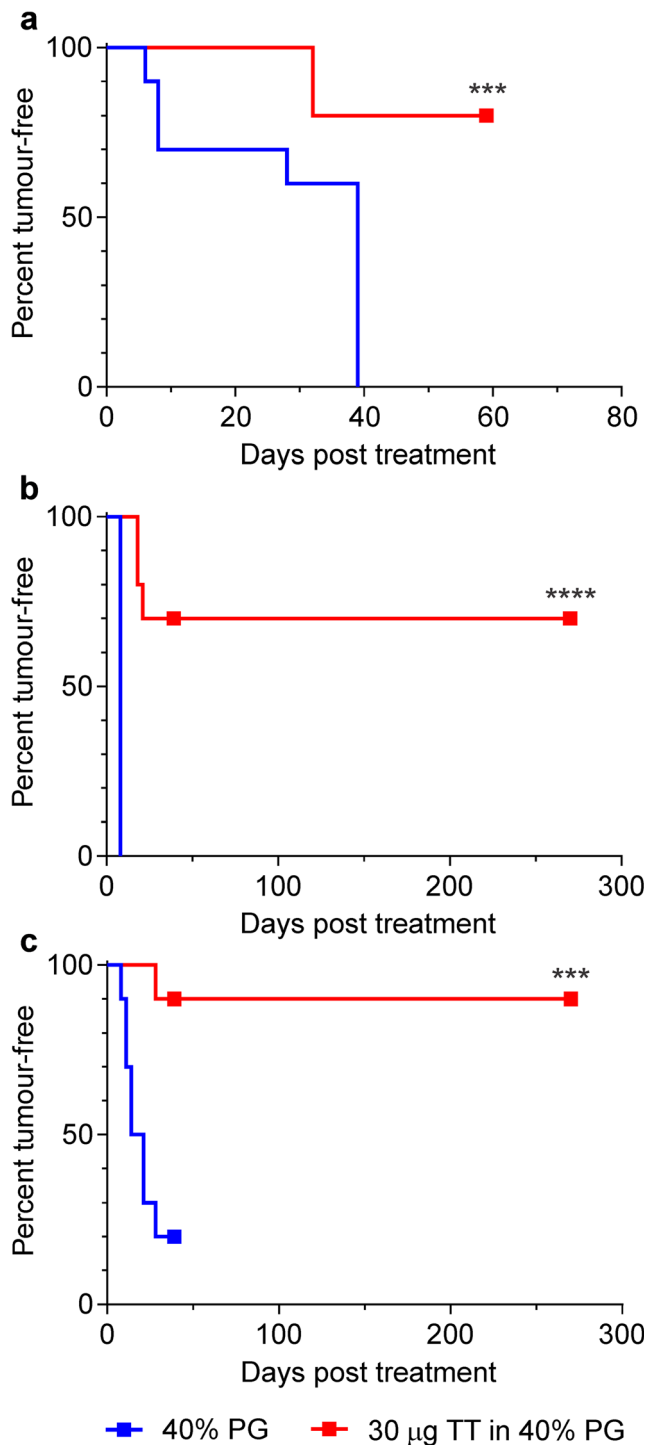 a
100
50
0
Percent tumour-free
***
0 20 40 60 80
Days post treatment
b
100
50
0
Percent tumour-free
****
0 100 200 300
Days post treatment
c
100
50
0
Percent tumour-free
***
0 100 200 300
Days post treatment
40% PG 30 μg TT in 40% PG